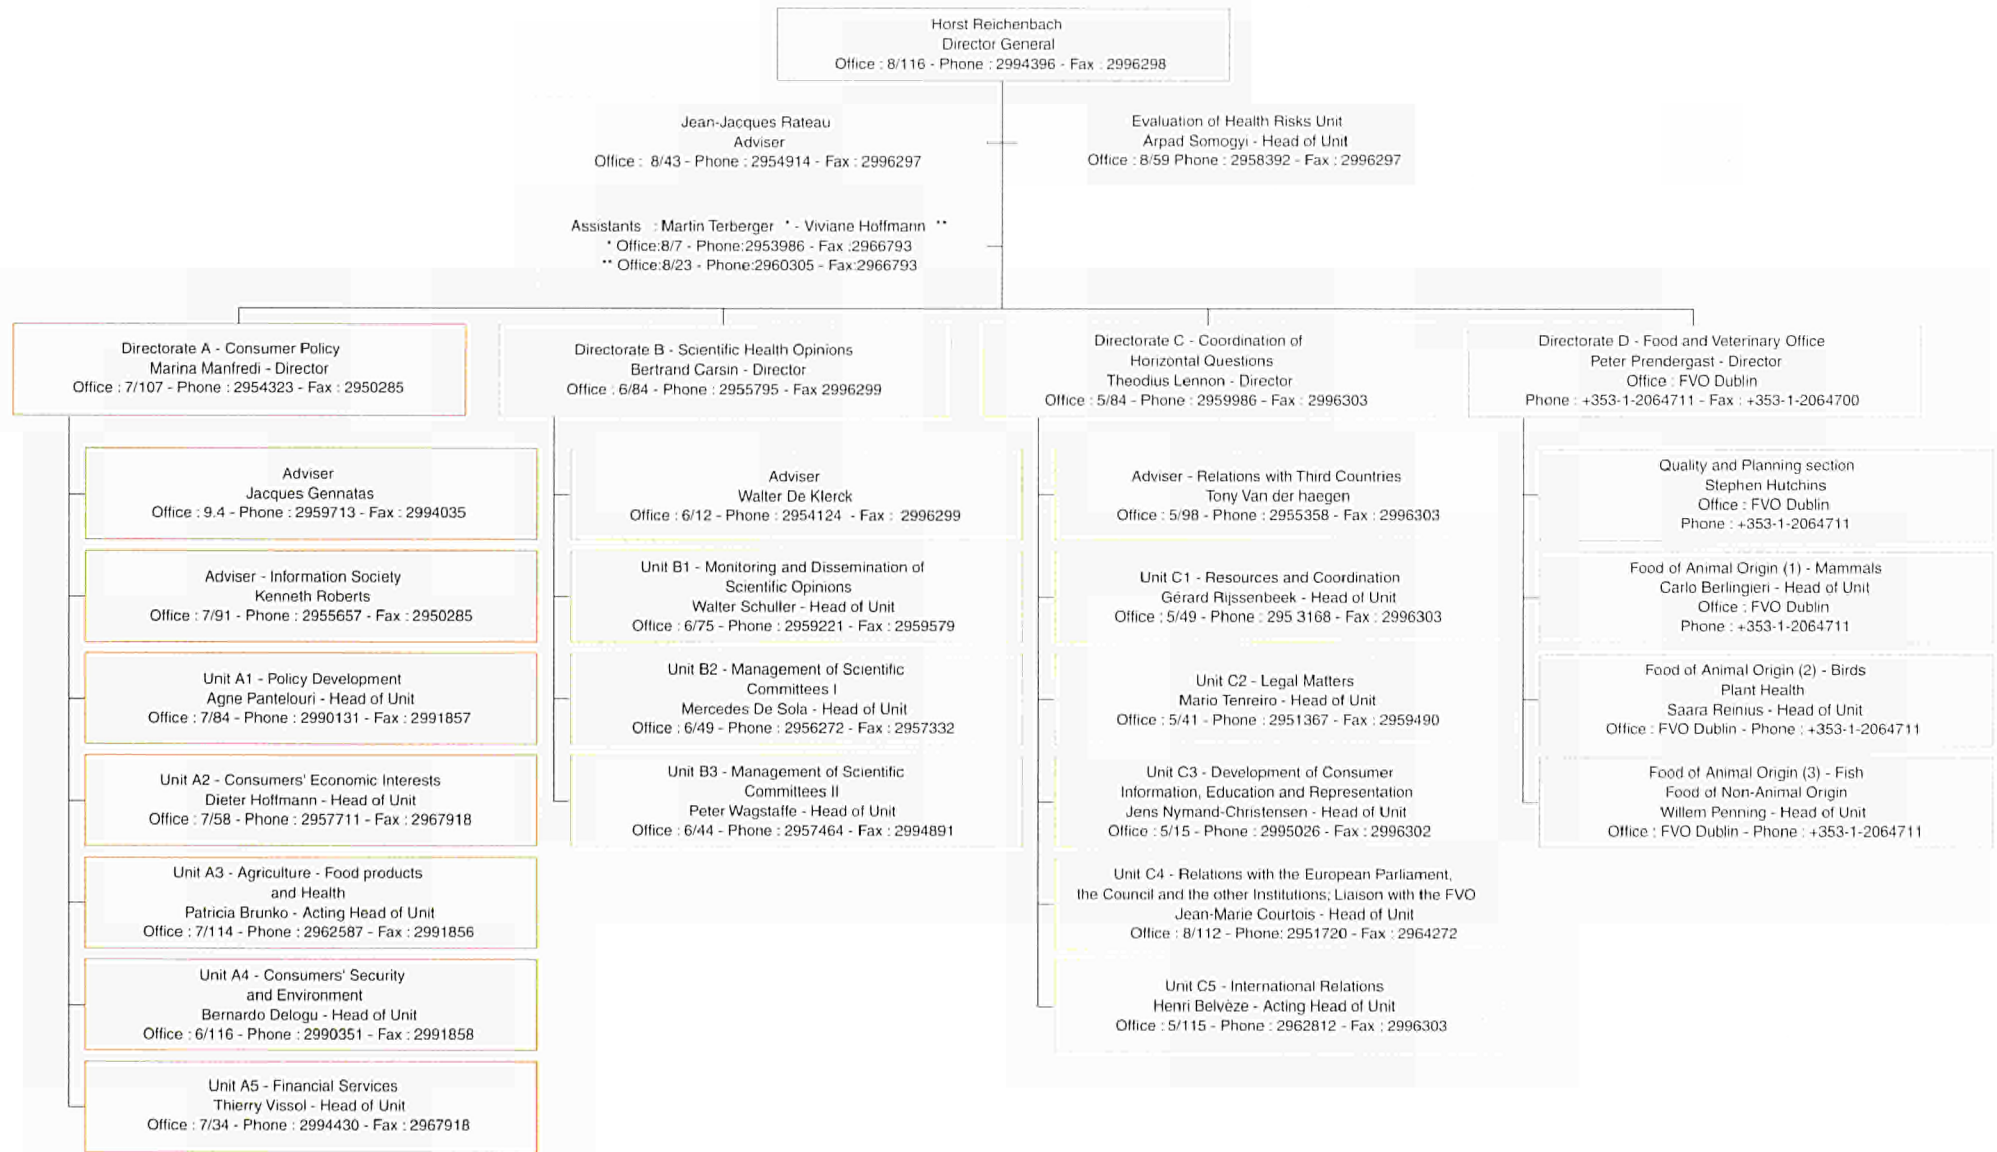 Horst Reichenbach
Director General
Office : 8/116 - Phone : 2994396 - Fax : 2996298
Jean-Jacques Rateau
Adviser
Office : 8/43 - Phone : 2954914 - Fax : 2996297
Evaluation of Health Risks Unit
Arpad Somogyi - Head of Unit
Office : 8/59 Phone : 2958392 - Fax : 2996297
Assistants : Martin Terberger * - Viviane Hoffmann **
* Office:8/7 - Phone:2953986 - Fax :2966793
** Office:8/23 - Phone:2960305 - Fax:2966793
Directorate A - Consumer Policy
Marina Manfredi - Director
Office : 7/107 - Phone : 2954323 - Fax : 2950285
Adviser
Jacques Gennatas
Office : 9.4 - Phone : 2959713 - Fax : 2994035
Adviser - Information Society
Kenneth Roberts
Office : 7/91 - Phone : 2955657 - Fax : 2950285
Unit A1 - Policy Development
Agne Pantelouri - Head of Unit
Office : 7/84 - Phone : 2990131 - Fax : 2991857
Unit A2 - Consumers' Economic Interests
Dieter Hoffmann - Head of Unit
Office : 7/58 - Phone : 2957711 - Fax : 2967918
Unit A3 - Agriculture - Food products
and Health
Patricia Brunko - Acting Head of Unit
Office : 7/114 - Phone : 2962587 - Fax : 2991856
Unit A4 - Consumers' Security
and Environment
Bernardo Delogu - Head of Unit
Office : 6/116 - Phone : 2990351 - Fax : 2991858
Unit A5 - Financial Services
Thierry Vissol - Head of Unit
Office : 7/34 - Phone : 2994430 - Fax : 2967918
Directorate B - Scientific Health Opinions
Bertrand Carsin - Director
Office : 6/84 - Phone : 2955795 - Fax 2996299
Adviser
Walter De Klerck
Office : 6/12 - Phone : 2954124 - Fax : 2996299
Unit B1 - Monitoring and Dissemination of
Scientific Opinions
Walter Schuller - Head of Unit
Office : 6/75 - Phone : 2959221 - Fax : 2959579
Unit B2 - Management of Scientific
Committees I
Mercedes De Sola - Head of Unit
Office : 6/49 - Phone : 2956272 - Fax : 2957332
Unit B3 - Management of Scientific
Committees II
Peter Wagstaffe - Head of Unit
Office : 6/44 - Phone : 2957464 - Fax : 2994891
Directorate C - Coordination of
Horizontal Questions
Theodius Lennon - Director
Office : 5/84 - Phone : 2959986 - Fax : 2996303
Adviser - Relations with Third Countries
Tony Van der haegen
Office : 5/98 - Phone : 2955358 - Fax : 2996303
Unit C1 - Resources and Coordination
Gérard Rijssenbeek - Head of Unit
Office : 5/49 - Phone : 295 3168 - Fax : 2996303
Unit C2 - Legal Matters
Mario Tenreiro - Head of Unit
Office : 5/41 - Phone : 2951367 - Fax : 2959490
Unit C3 - Development of Consumer
Information, Education and Representation
Jens Nymand-Christensen - Head of Unit
Office : 5/15 - Phone : 2995026 - Fax : 2996302
Unit C4 - Relations with the European Parliament,
the Council and the other Institutions; Liaison with the FVO
Jean-Marie Courtois - Head of Unit
Office : 8/112 - Phone: 2951720 - Fax : 2964272
Unit C5 - International Relations
Henri Belvèze - Acting Head of Unit
Office : 5/115 - Phone : 2962812 - Fax : 2996303
Directorate D - Food and Veterinary Office
Peter Prendergast - Director
Office : FVO Dublin
Phone : +353-1-2064711 - Fax : +353-1-2064700
Quality and Planning section
Stephen Hutchins
Office : FVO Dublin
Phone : +353-1-2064711
Food of Animal Origin (1) - Mammals
Carlo Berlingieri - Head of Unit
Office : FVO Dublin
Phone : +353-1-2064711
Food of Animal Origin (2) - Birds
Plant Health
Saara Reinius - Head of Unit
Office : FVO Dublin - Phone : +353-1-2064711
Food of Animal Origin (3) - Fish
Food of Non-Animal Origin
Willem Penning - Head of Unit
Office : FVO Dublin - Phone : +353-1-2064711